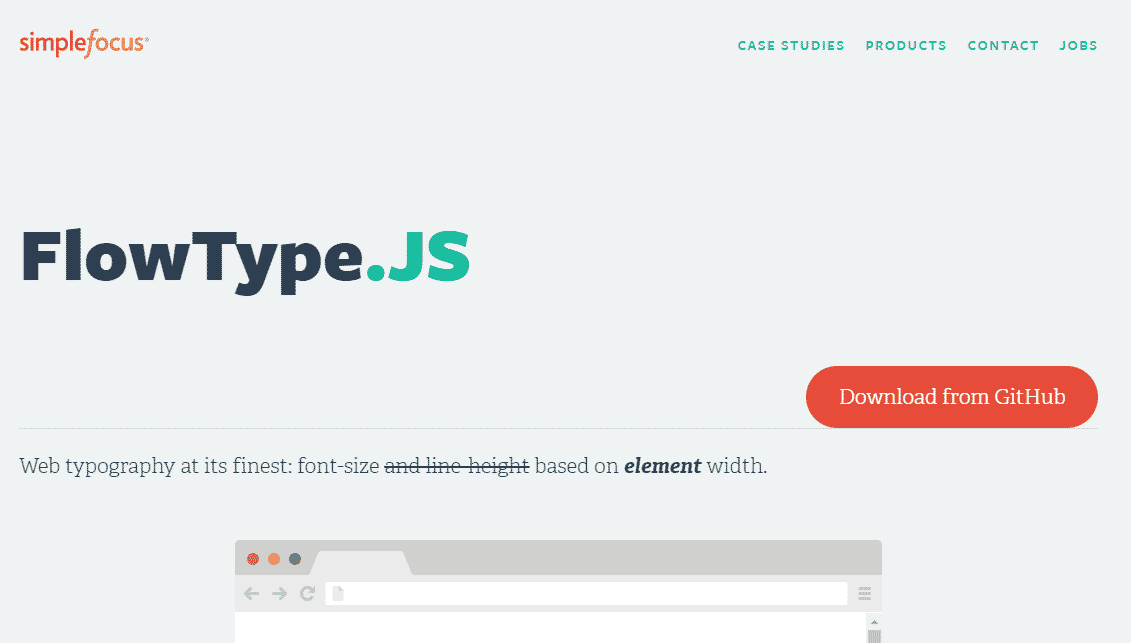 simplefocus®
CASE STUDIES PRODUCTS CONTACT JOBS
FlowType.JS
Download from GitHub
Web typography at its finest: font-size and line-height based on element width.